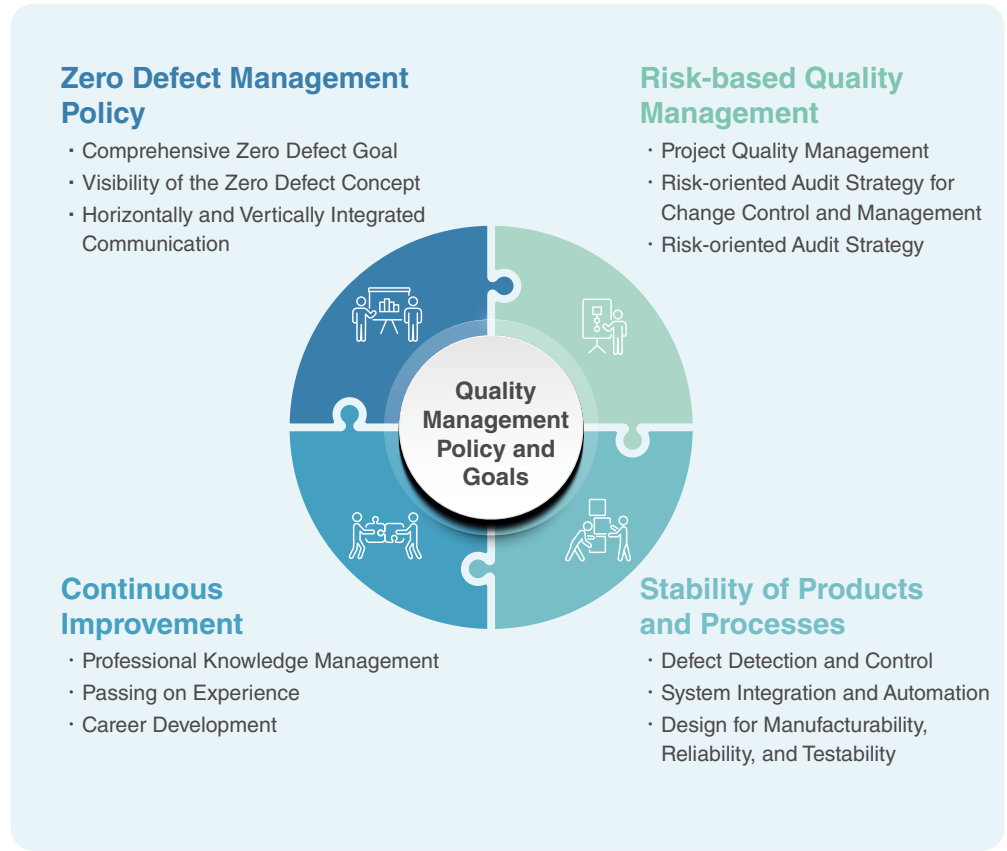 Zero Defect Management
Policy
· Comprehensive Zero Defect Goal
· Visibility of the Zero Defect Concept
· Horizontally and Vertically Integrated
Communication
Risk-based Quality
Management
· Project Quality Management
· Risk-oriented Audit Strategy for
Change Control and Management
· Risk-oriented Audit Strategy
Quality
Management
Policy and
Goals
Continuous
Improvement
· Professional Knowledge Management
· Passing on Experience
· Career Development
Stability of Products
and Processes
· Defect Detection and Control
· System Integration and Automation
· Design for Manufacturability,
Reliability, and Testability